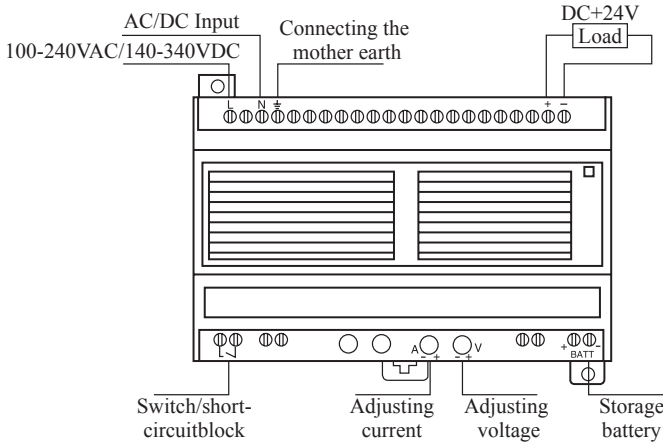 AC/DC Input
100-240VAC/140-340VDC
Connecting the
mother earth
DC+24V
Load
L N + −
A - + - + V
+ -
BATT
Switch/short-
circuitblock
Adjusting
current
Adjusting
voltage
Storage
battery